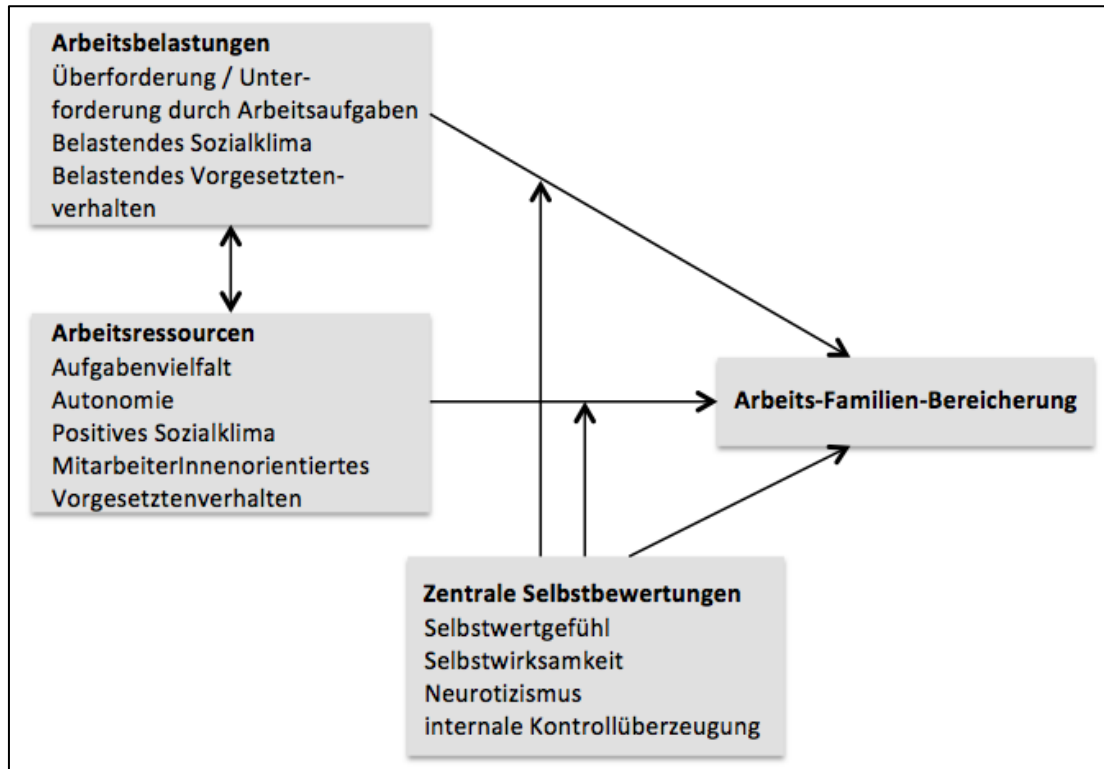 Arbeitsbelastungen
Überforderung / Unter-
forderung durch Arbeitsaufgaben
Belastendes Sozialklima
Belastendes Vorgesetzten-
verhalten
Arbeitsressourcen
Aufgabenvielfalt
Autonomie
Positives Sozialklima
MitarbeiterInnenorientiertes
Vorgesetztenverhalten
Arbeits-Familien-Bereicherung
Zentrale Selbstbewertungen
Selbstwertgefühl
Selbstwirksamkeit
Neurotizismus
internale Kontrollüberzeugung